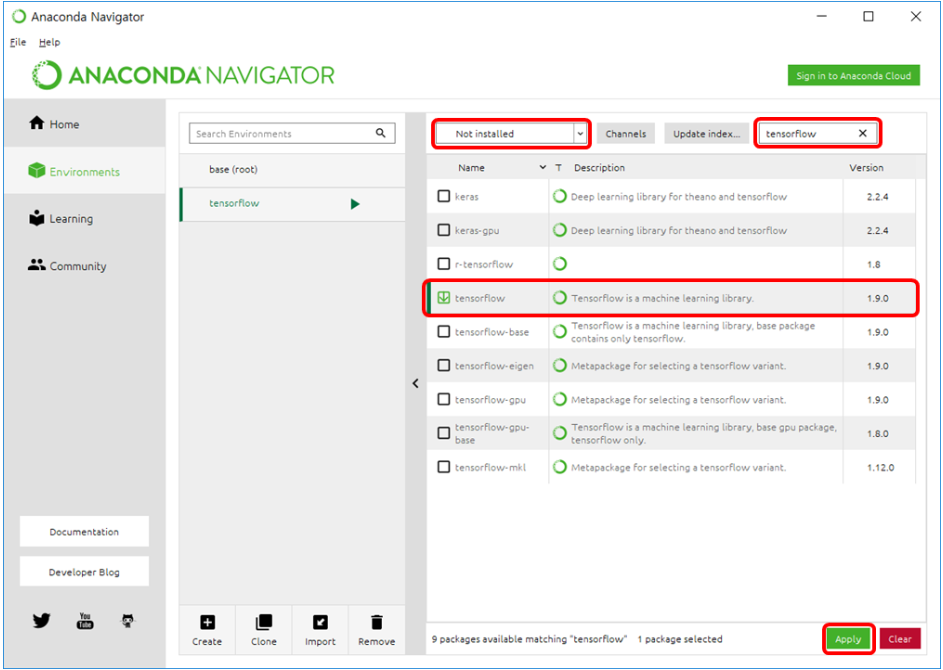 Anaconda Navigator
File Help
ANACONDA NAVIGATOR
Sign in to Anaconda Cloud
Home
Environments
Learning
Community
Documentation
Developer Blog
You
Tube
Search Environments
base (root)
tensorflow
Create Clone Import Remove
Not installed Channels Update index... tensorflow
Name T Description Version
keras Deep learning library for theano and tensorflow 2.2.4
keras-gpu Deep learning library for theano and tensorflow 2.2.4
r-tensorflow 1.8
tensorflow Tensorflow is a machine learning library. 1.9.0
tensorflow-base Tensorflow is a machine learning library, base package
contains only tensorflow. 1.9.0
tensorflow-eigen Metapackage for selecting a tensorflow variant. 1.9.0
tensorflow-gpu Metapackage for selecting a tensorflow variant. 1.9.0
tensorflow-gpu-
base Tensorflow is a machine learning library, base gpu package,
tensorflow only. 1.8.0
tensorflow-mkl Metapackage for selecting a tensorflow variant. 1.12.0
9 packages available matching "tensorflow" 1 package selected
Apply Clear